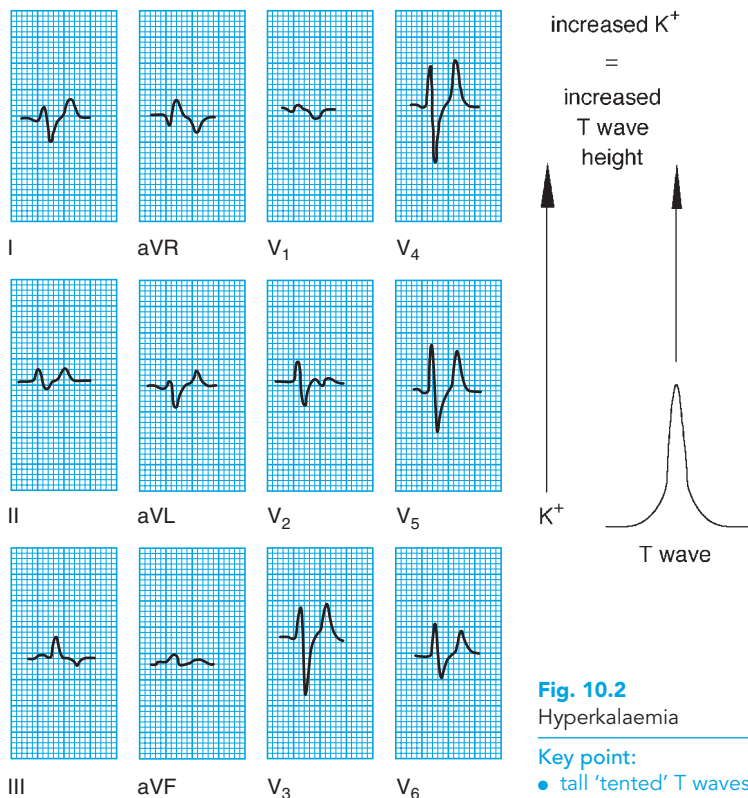 increased K⁺
=
increased
T wave
height
I
aVR
V₁
V₄
II
aVL
V₂
V₅
K⁺
T wave
III
aVF
V₃
V₆
Fig. 10.2
Hyperkalaemia
Key point:
• tall ‘tented’ T waves